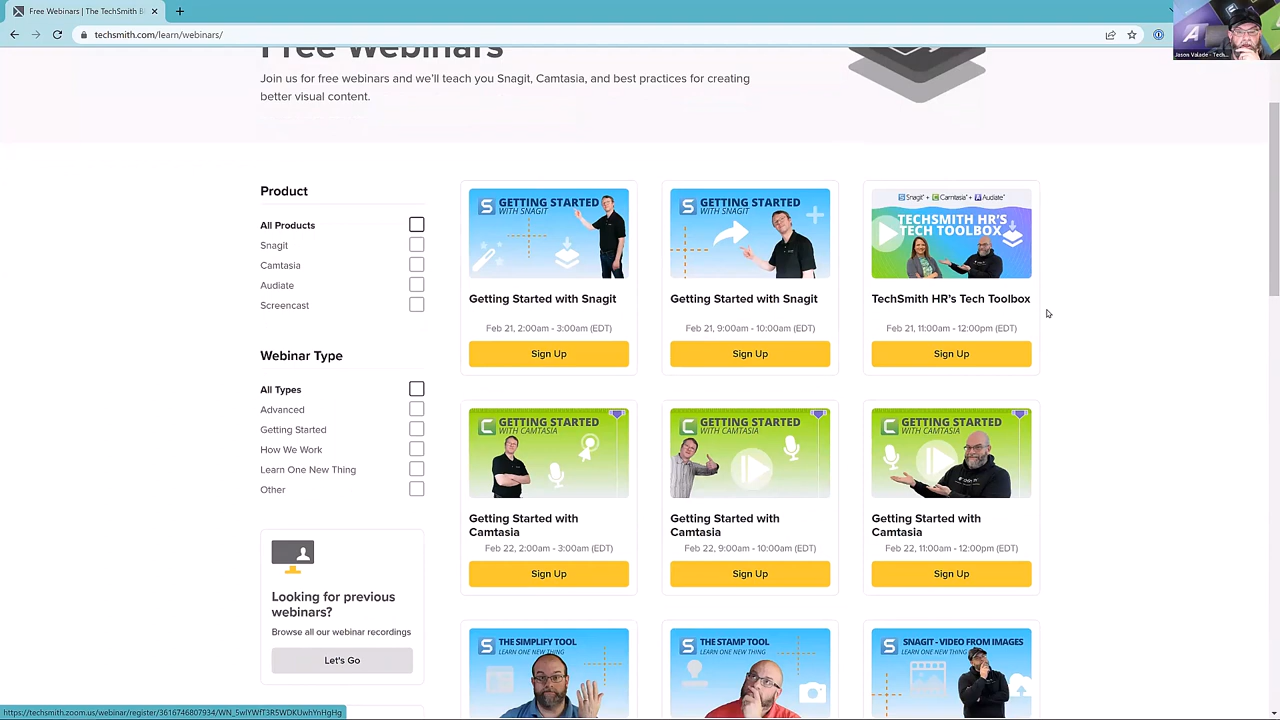 Free Webinars | The TechSmith Bl
techsmith.com/learn/webinars/
Jason Valade - Tech...
Free Webinars
Join us for free webinars and we'll teach you Snagit, Camtasia, and best practices for creating
better visual content.
Product
All Products
Snagit
Camtasia
Audiate
Screencast
Webinar Type
All Types
Advanced
Getting Started
How We Work
Learn One New Thing
Other
Looking for previous
webinars?
Browse all our webinar recordings
Let's Go
GETTING STARTED
WITH SNAGIT
Getting Started with Snagit
Feb 21, 2:00am - 3:00am (EDT)
Sign Up
GETTING STARTED
WITH SNAGIT
Getting Started with Snagit
Feb 21, 9:00am - 10:00am (EDT)
Sign Up
Snagit + Camtasia + Audiate
TECHSMITH HR'S
TECH TOOLBOX
TechSmith HR's Tech Toolbox
Feb 21, 11:00am - 12:00pm (EDT)
Sign Up
GETTING STARTED
WITH CAMTASIA
Getting Started with
Camtasia
Feb 22, 2:00am - 3:00am (EDT)
Sign Up
GETTING STARTED
WITH CAMTASIA
Getting Started with
Camtasia
Feb 22, 9:00am - 10:00am (EDT)
Sign Up
GETTING STARTED
WITH CAMTASIA
Getting Started with
Camtasia
Feb 22, 11:00am - 12:00pm (EDT)
Sign Up
THE SIMPLIFY TOOL
LEARN ONE NEW THING
THE STAMP TOOL
LEARN ONE NEW THING
SNAGIT - VIDEO FROM IMAGES
LEARN ONE NEW THING